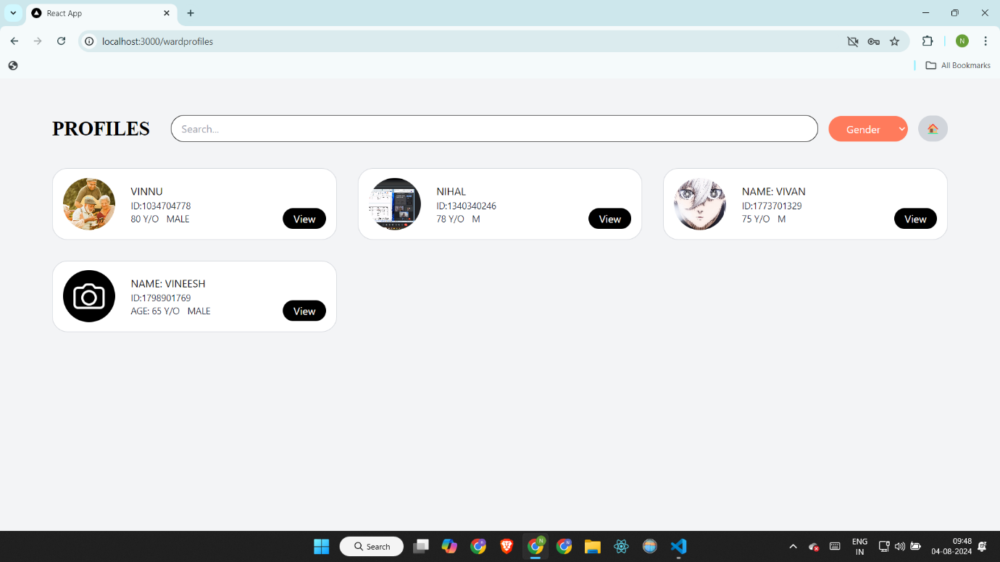 React App
localhost:3000/wardprofiles
N
All Bookmarks
PROFILES
Search...
Gender
VINNU
ID:1034704778
80 Y/O MALE
View
NIHAL
ID:1340340246
78 Y/O M
View
NAME: VIVAN
ID:1773701329
75 Y/O M
View
NAME: VINEESH
ID:1798901769
AGE: 65 Y/O MALE
View
Search
ENG
IN
09:48
04-08-2024